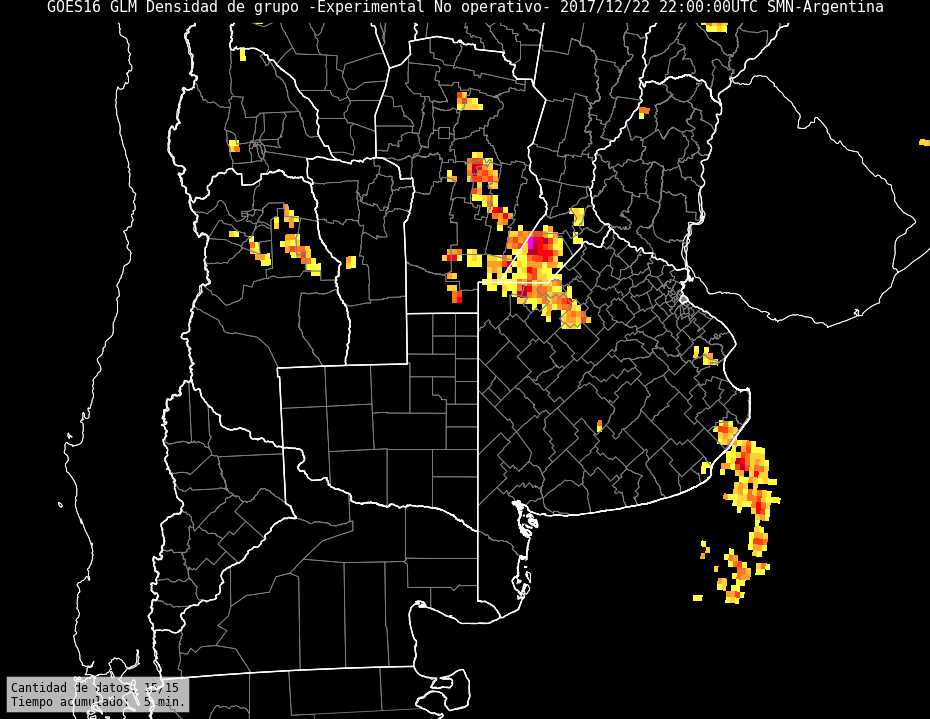 GOES16 GLM Densidad de grupo -Experimental No operativo- 2017/12/22 22:00:00UTC SMN-Argentina
Cantidad de datos: 15/15
Tiempo acumulado:  5 min.